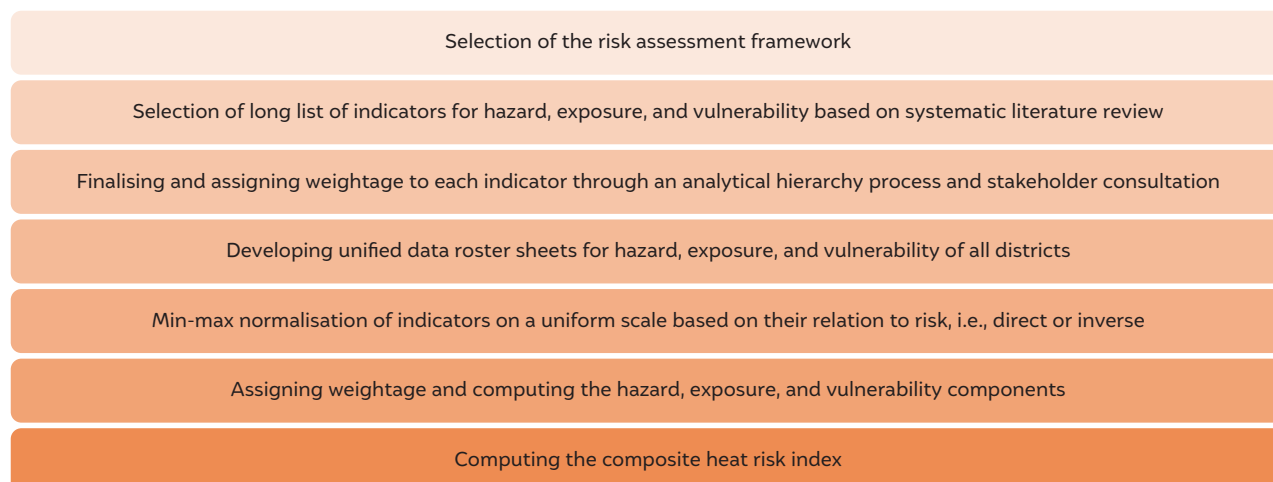 Selection of the risk assessment framework
Selection of long list of indicators for hazard, exposure, and vulnerability based on systematic literature review
Finalising and assigning weightage to each indicator through an analytical hierarchy process and stakeholder consultation
Developing unified data roster sheets for hazard, exposure, and vulnerability of all districts
Min-max normalisation of indicators on a uniform scale based on their relation to risk, i.e., direct or inverse
Assigning weightage and computing the hazard, exposure, and vulnerability components
Computing the composite heat risk index